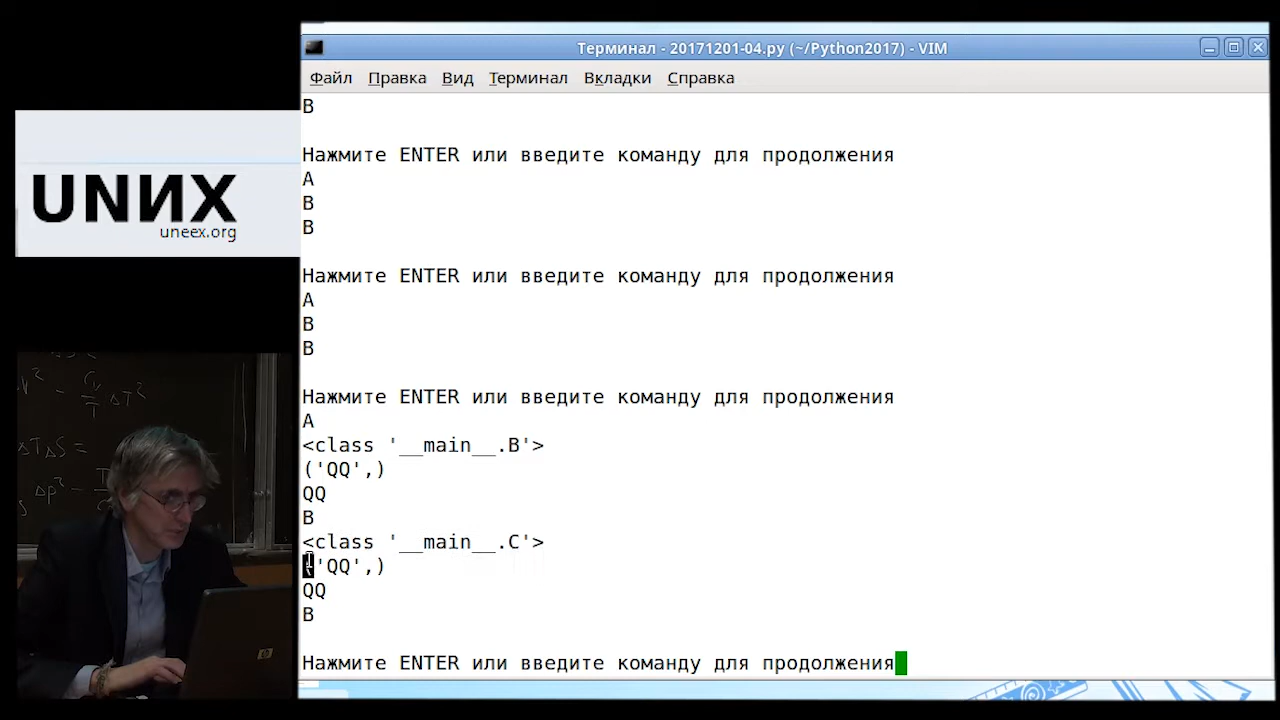 Терминал - 20171201-04.py (~/Python2017) - VIM
Файл Правка Вид Терминал Вкладки Справка
UNИX
uneex.org
B
Нажмите ENTER или введите команду для продолжения
A
B
B
Нажмите ENTER или введите команду для продолжения
A
B
B
Нажмите ENTER или введите команду для продолжения
A
<class '__main__.B'>
('QQ',)
QQ
B
<class '__main__.C'>
('QQ',)
QQ
B
Нажмите ENTER или введите команду для продолжения
hp